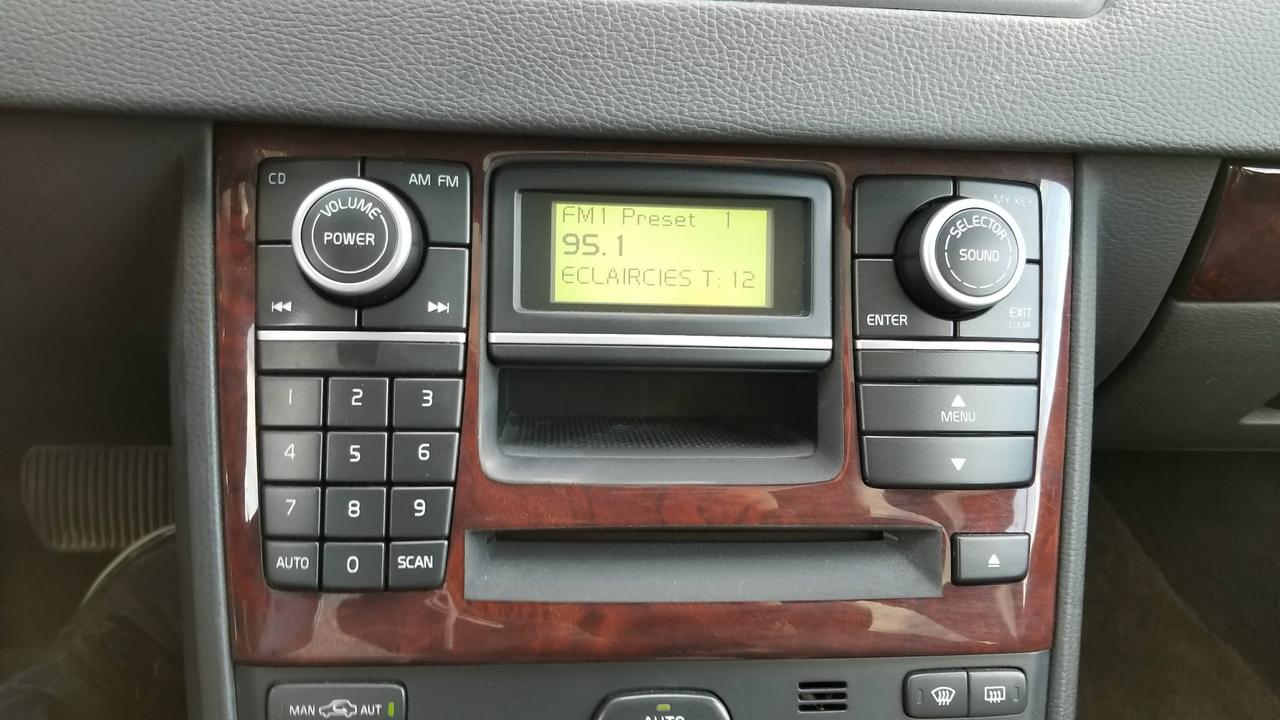 CD
AM FM
VOLUME
POWER
FM1 Preset 1
95.1
ECLAIRCIES T: 12
MY KEY
SELECTOR
SOUND
ENTER
EXIT
CLEAR
MENU
1 2 3
4 5 6
7 8 9
AUTO 0 SCAN
MAN AUT
AUTO